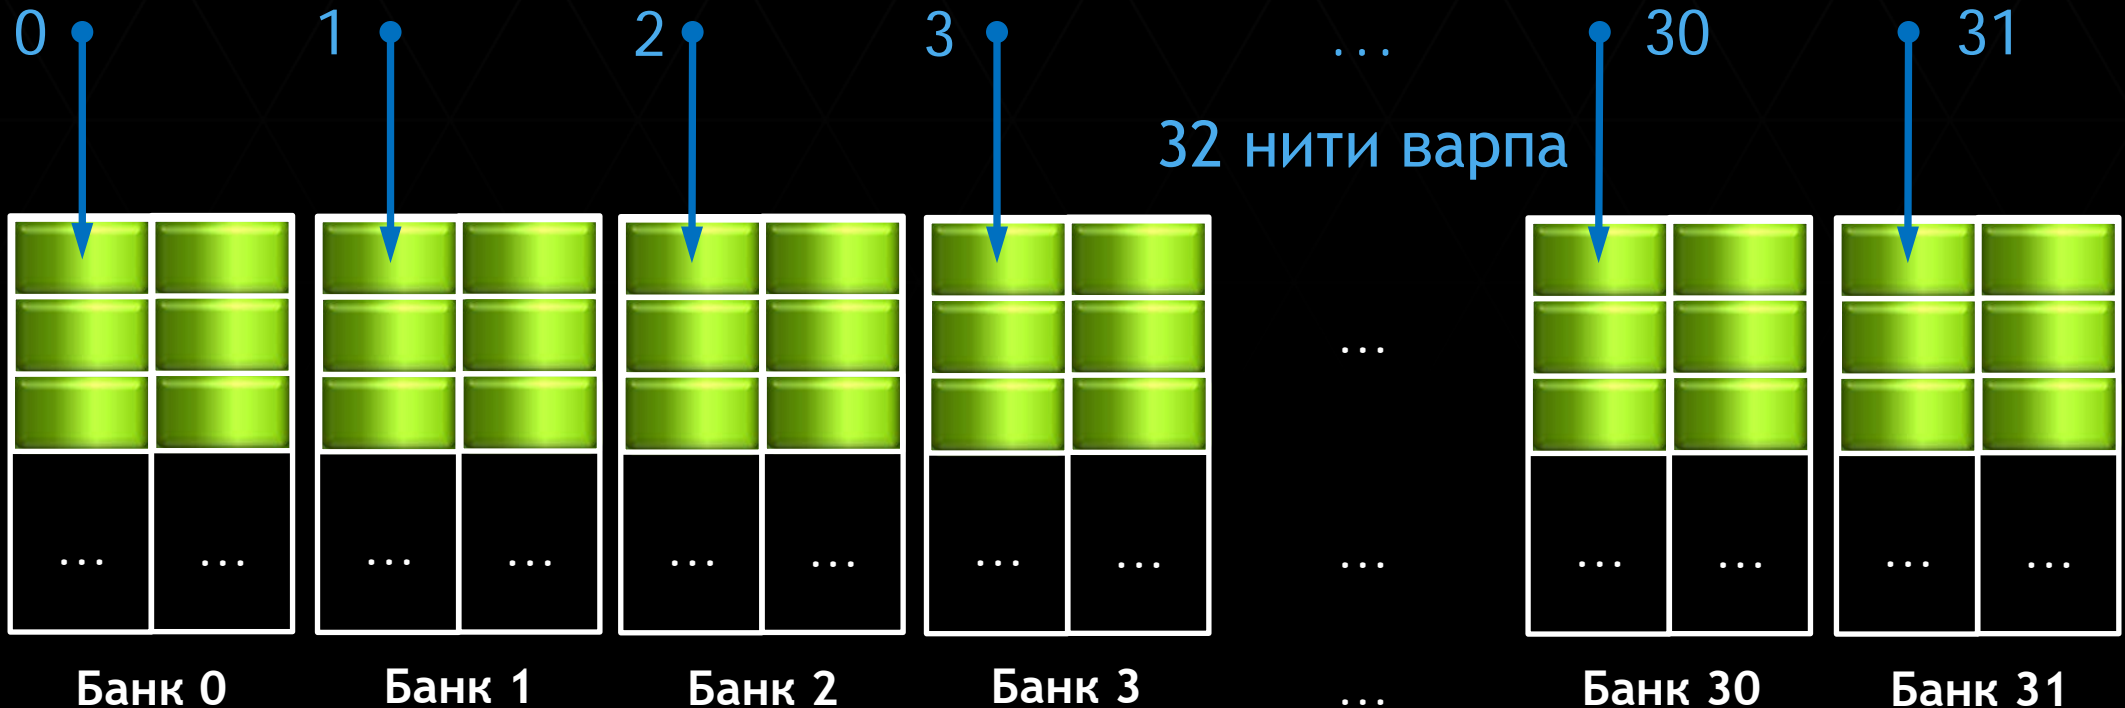 0 1 2 3 ... 30 31
32 нити варпа
...
... ... ... ... ... ... ... ... ... ... ... ... ...
Банк 0 Банк 1 Банк 2 Банк 3 ... Банк 30 Банк 31